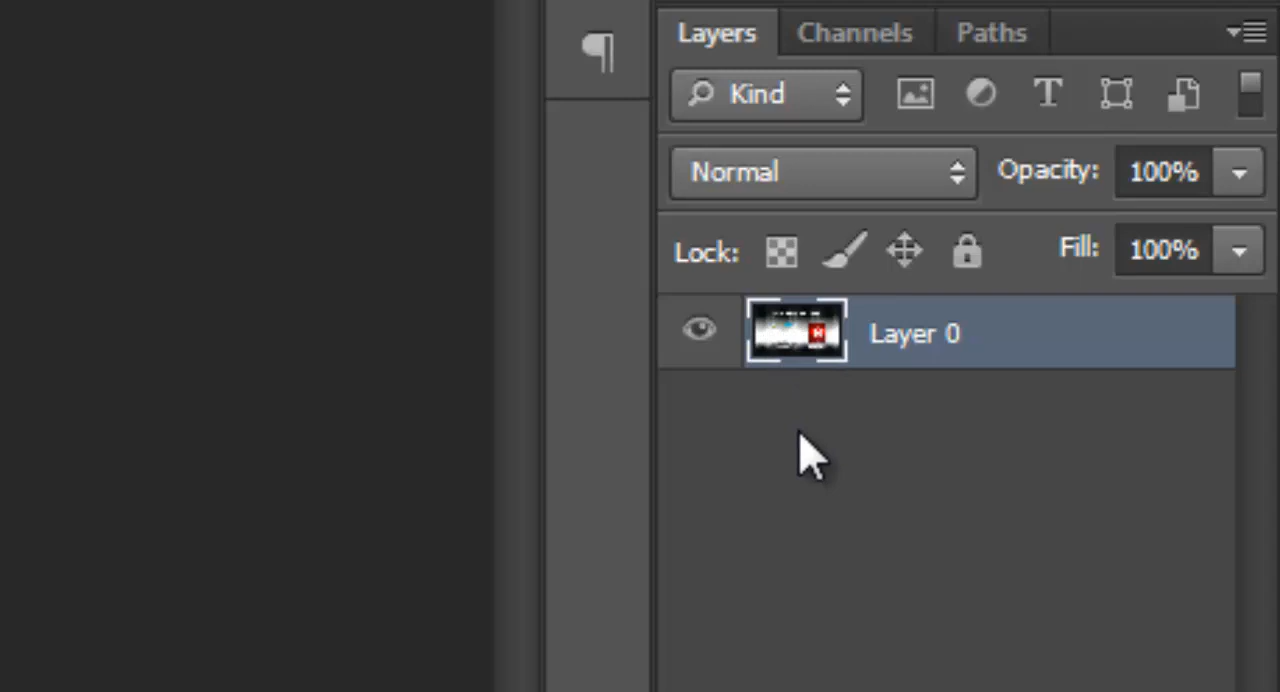 Layers Channels Paths
Kind
Normal Opacity: 100%
Lock: Fill: 100%
Layer 0